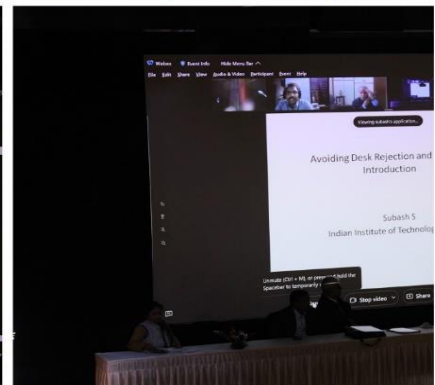 Webex Event Info Hide Menu Bar
File Edit Share View Audio & Video Participant Event Help
Viewing subash's application...
Avoiding Desk Rejection and
Introduction
Subash S
Indian Institute of Technolog
Unmute (Ctrl + M), or press and hold the
Spacebar to temporarily
Stop video Share